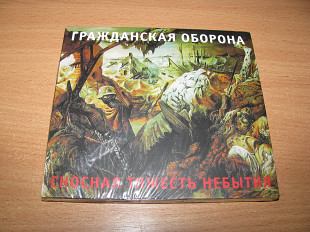 ГРАЖДАНСКАЯ ОБОРОНА
СНОСНАЯ ТЯЖЕСТЬ НЕБЫТИЯ